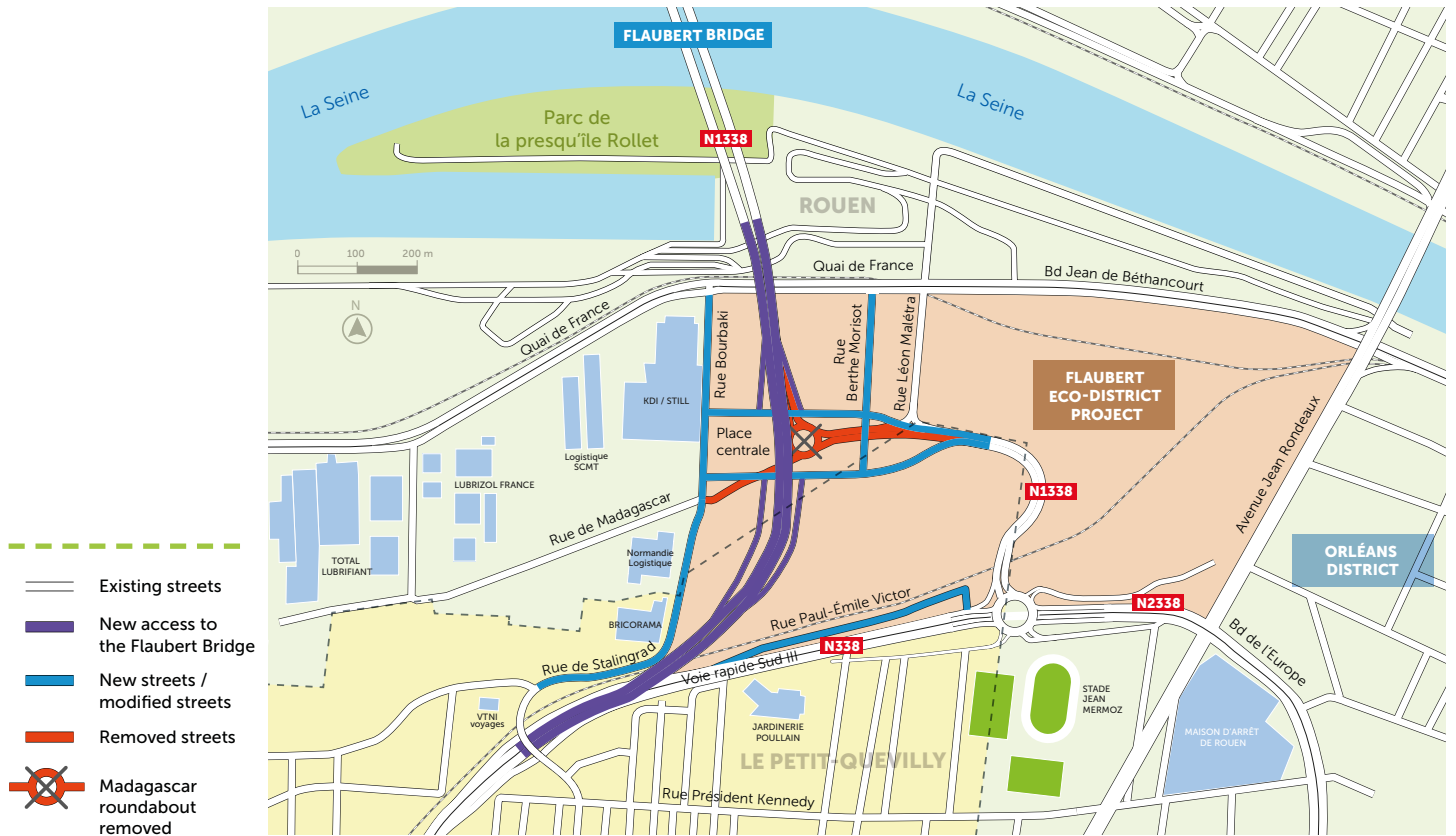 FLAUBERT BRIDGE
La Seine
La Seine
Parc de
la presqu'île Rollet
N1338
ROUEN
0 100 200 m
N
Quai de France
Bd Jean de Béthancourt
Quai de France
Rue Bourbaki
Rue
Berthe Morisot
Rue Léon Malétra
FLAUBERT
ECO-DISTRICT
PROJECT
KDI / STILL
Place
centrale
Logistique
SCMT
Avenue Jean Rondeaux
LUBRIZOL FRANCE
N1338
Rue de Madagascar
TOTAL
LUBRIFIANT
Normandie
Logistique
ORLÉANS
DISTRICT
BRICORAMA
Rue Paul-Émile Victor
N2338
N338
Rue de Stalingrad
Voie rapide Sud III
Bd de l'Europe
VTNI
voyages
JARDINERIE
POULLAIN
STADE
JEAN
MERMOZ
MAISON D'ARRÊT
DE ROUEN
LE PETIT-QUEVILLY
Rue Président Kennedy
Existing streets
New access to
the Flaubert Bridge
New streets /
modified streets
Removed streets
Madagascar
roundabout
removed